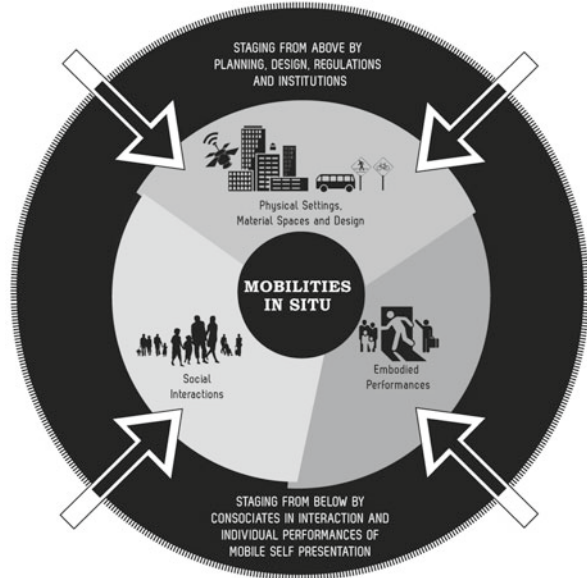 STAGING FROM ABOVE BY
PLANNING, DESIGN, REGULATIONS
AND INSTITUTIONS
Physical Settings,
Material Spaces and Design
MOBILITIES
IN SITU
Social
Interactions
Embodied
Performances
STAGING FROM BELOW BY
CONSOCIATES IN INTERACTION AND
INDIVIDUAL PERFORMANCES OF
MOBILE SELF PRESENTATION